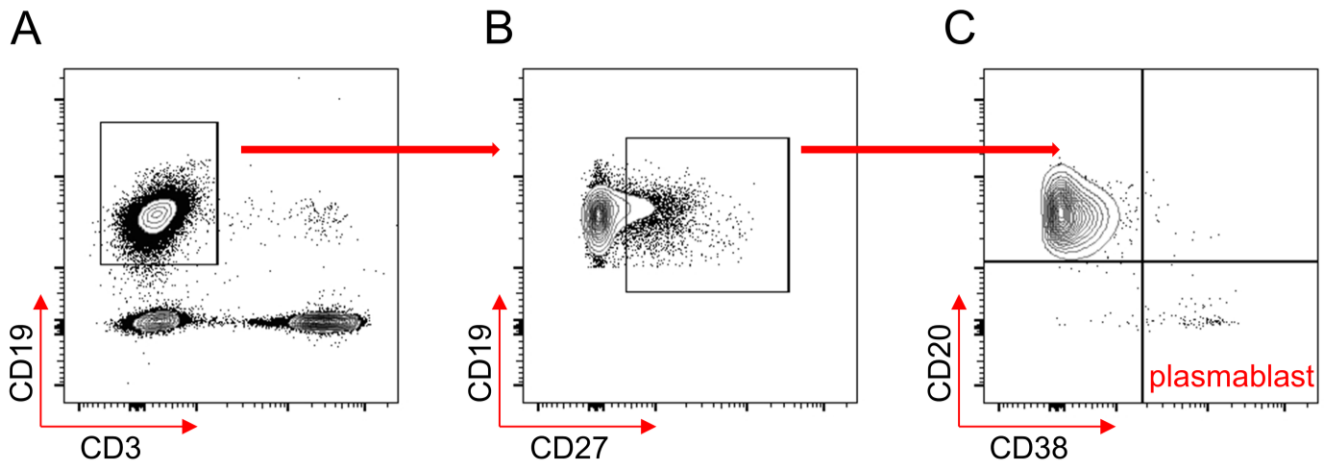 A
B
C
CD19
CD3
CD19
CD27
CD20
CD38
plasmablast